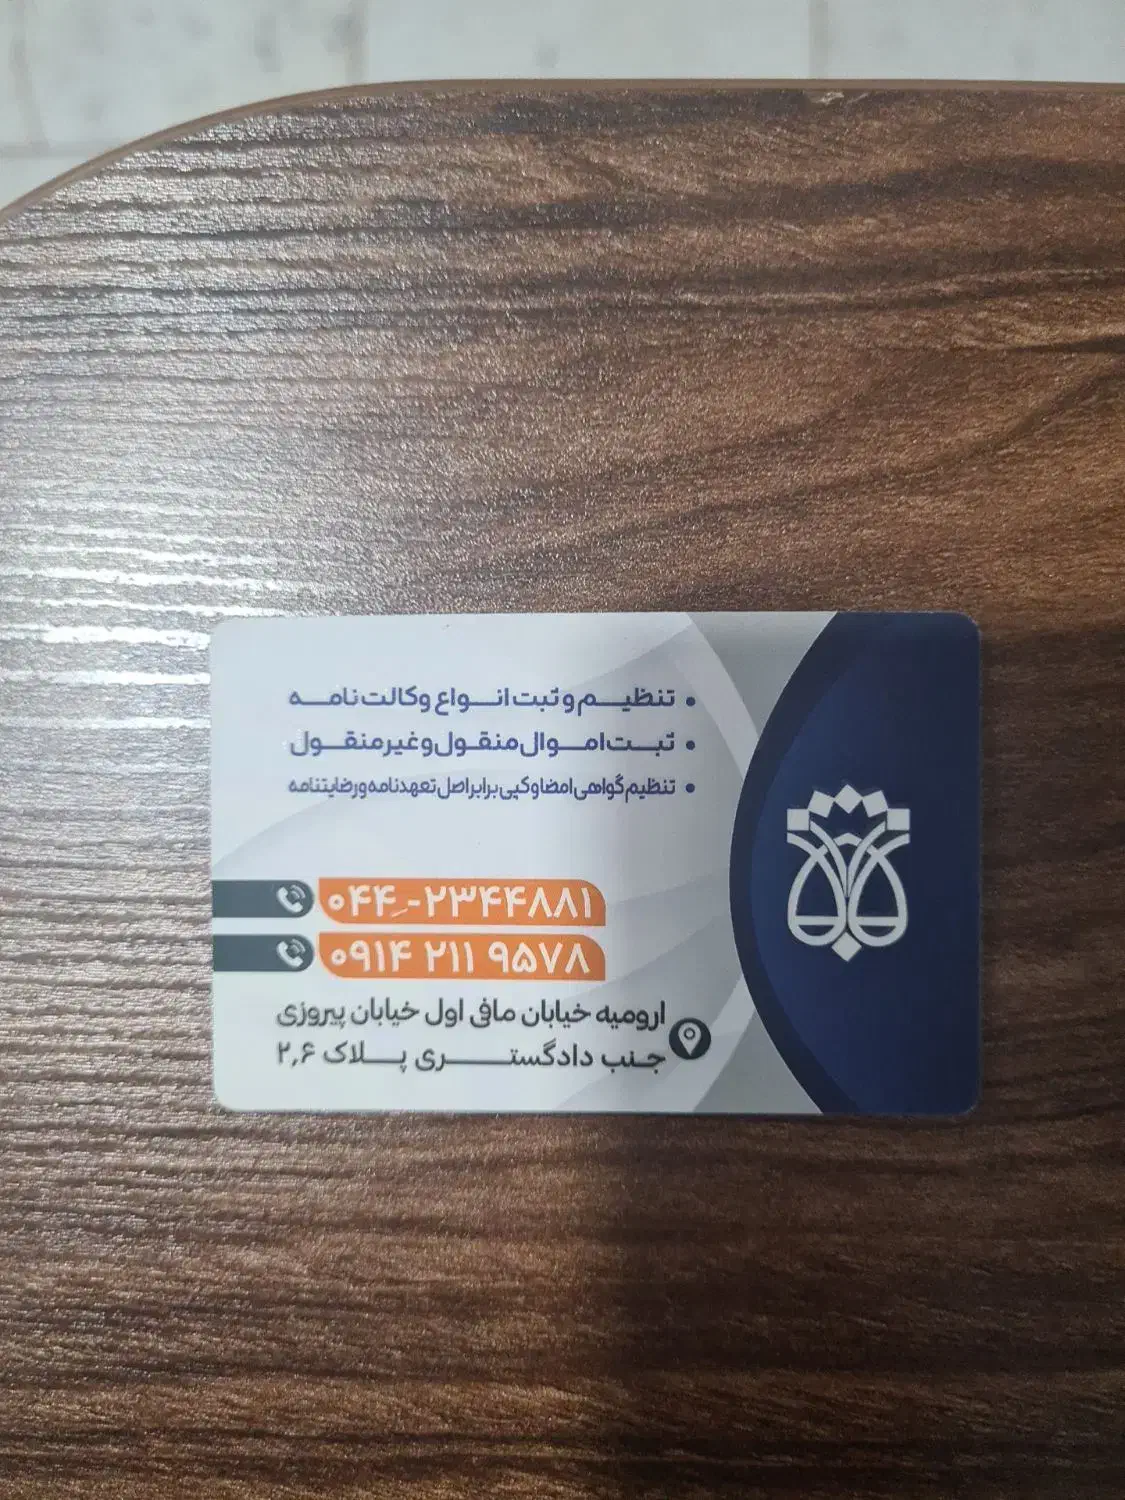 • تنظیم و ثبت انواع وکالت نامه
• ثبت اموال منقول و غیر منقول
• تنظیم گواهی امضا و کپی برابر اصل تعهدنامه و رضایتنامه
۰۴۴-۲۳۴۴۸۸۱
۰۹۱۴ ۲۱۱ ۹۵۷۸
ارومیه خیابان مافی اول خیابان پیروزی
جنب دادگستری پلاک ۲,۶